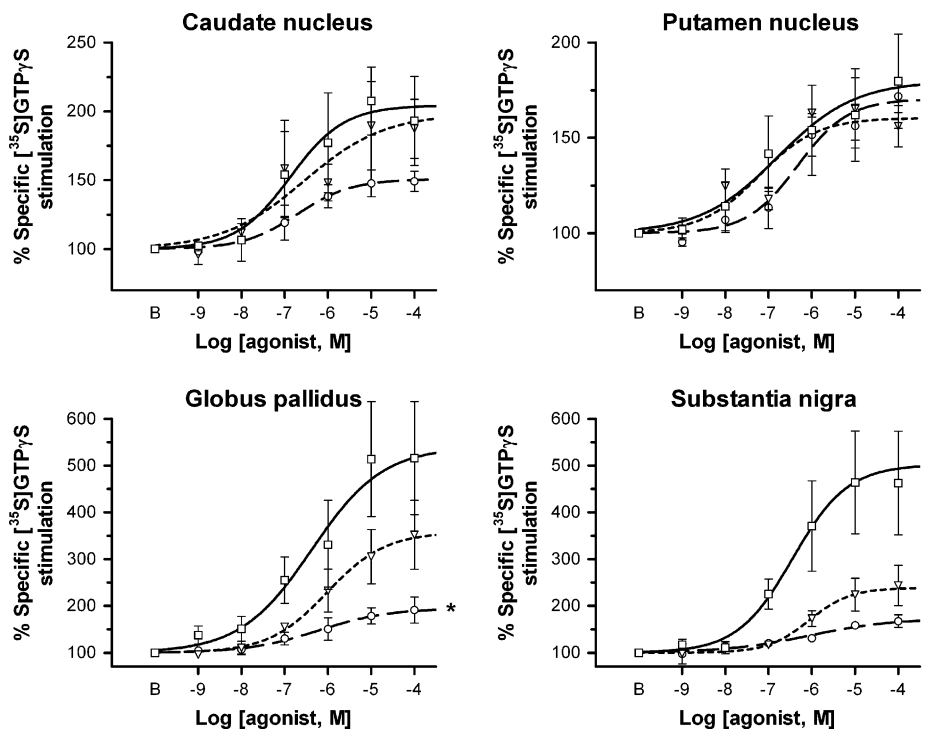 Caudate nucleus
% Specific [³⁵S]GTPγS
stimulation
250
200
150
100
B -9 -8 -7 -6 -5 -4
Log [agonist, M]
Putamen nucleus
% Specific [³⁵S]GTPγS
stimulation
200
150
100
B -9 -8 -7 -6 -5 -4
Log [agonist, M]
Globus pallidus
% Specific [³⁵S]GTPγS
stimulation
600
500
400
300
200
100
*
B -9 -8 -7 -6 -5 -4
Log [agonist, M]
Substantia nigra
% Specific [³⁵S]GTPγS
stimulation
600
500
400
300
200
100
B -9 -8 -7 -6 -5 -4
Log [agonist, M]